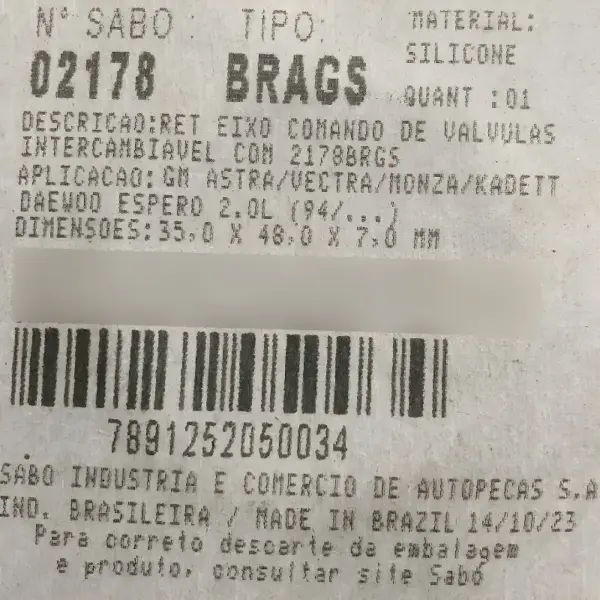 Nº SABO : TIPO: MATERIAL:
02178 BRAGS SILICONE
QUANT :01
DESCRICAO:RET EIXO COMANDO DE VALVULAS
INTERCAMBIAVEL COM 2178BRGS
APLICACAO: GM ASTRA/VECTRA/MONZA/KADETT
DAEWOO ESPERO 2.0L (94/...)
DIMENSOES:35,0 X 48,0 X 7,0 MM
7891252050034
SABO INDUSTRIA E COMERCIO DE AUTOPECAS S.A
IND. BRASILEIRA / MADE IN BRAZIL 14/10/23
Para correto descarte da embalagem
e produto, consultar site Sabó